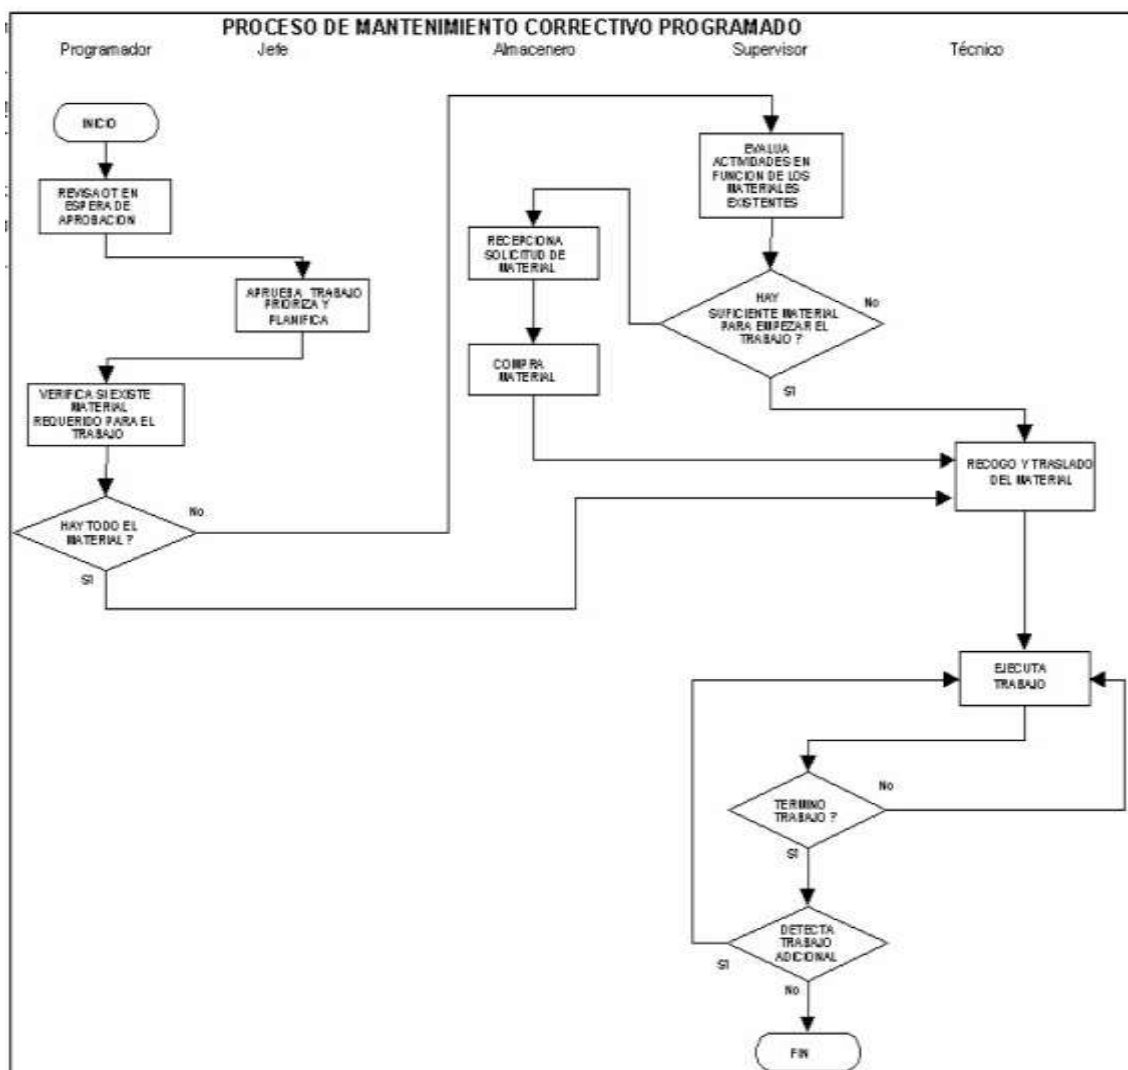 PROCESO DE MANTENIMIENTO CORRECTIVO PROGRAMADO
Programador
Jefe
Almacenero
Supervisor
Técnico
INICIO
REVISA OT EN
ESPERA DE
APROBACION
APRUEBA TRABAJO
PRIORIZA Y
PLANIFICA
VERIFICA SI EXISTE
MATERIAL
REQUERIDO PARA EL
TRABAJO
HAY TODO EL
MATERIAL ?
No
SI
EVALUA
ACTIVIDADES EN
FUNCION DE LOS
MATERIALES
EXISTENTES
RECEPCIONA
SOLICITUD DE
MATERIAL
COMPRA
MATERIAL
HAY
SUFICIENTE MATERIAL
PARA EMPEZAR EL
TRABAJO ?
No
SI
RECOGO Y TRASLADO
DEL MATERIAL
EJECUTA
TRABAJO
TERMINO
TRABAJO ?
No
SI
DETECTA
TRABAJO
ADICIONAL
SI
No
FIN